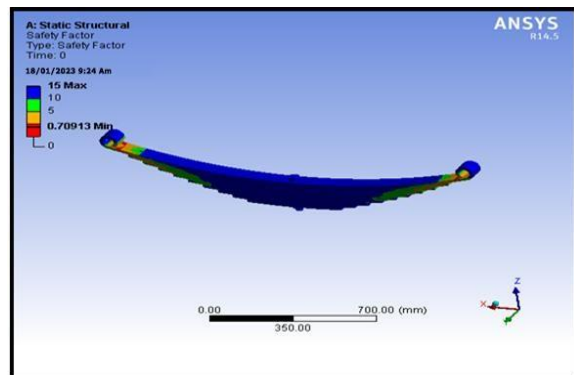 A: Static Structural
Safety Factor
Type: Safety Factor
Time: 0
18/01/2023 9:24 Am
ANSYS
R14.5
15 Max
10
5
0.70913 Min
0
0.00
700.00 (mm)
350.00
Z
X
Y